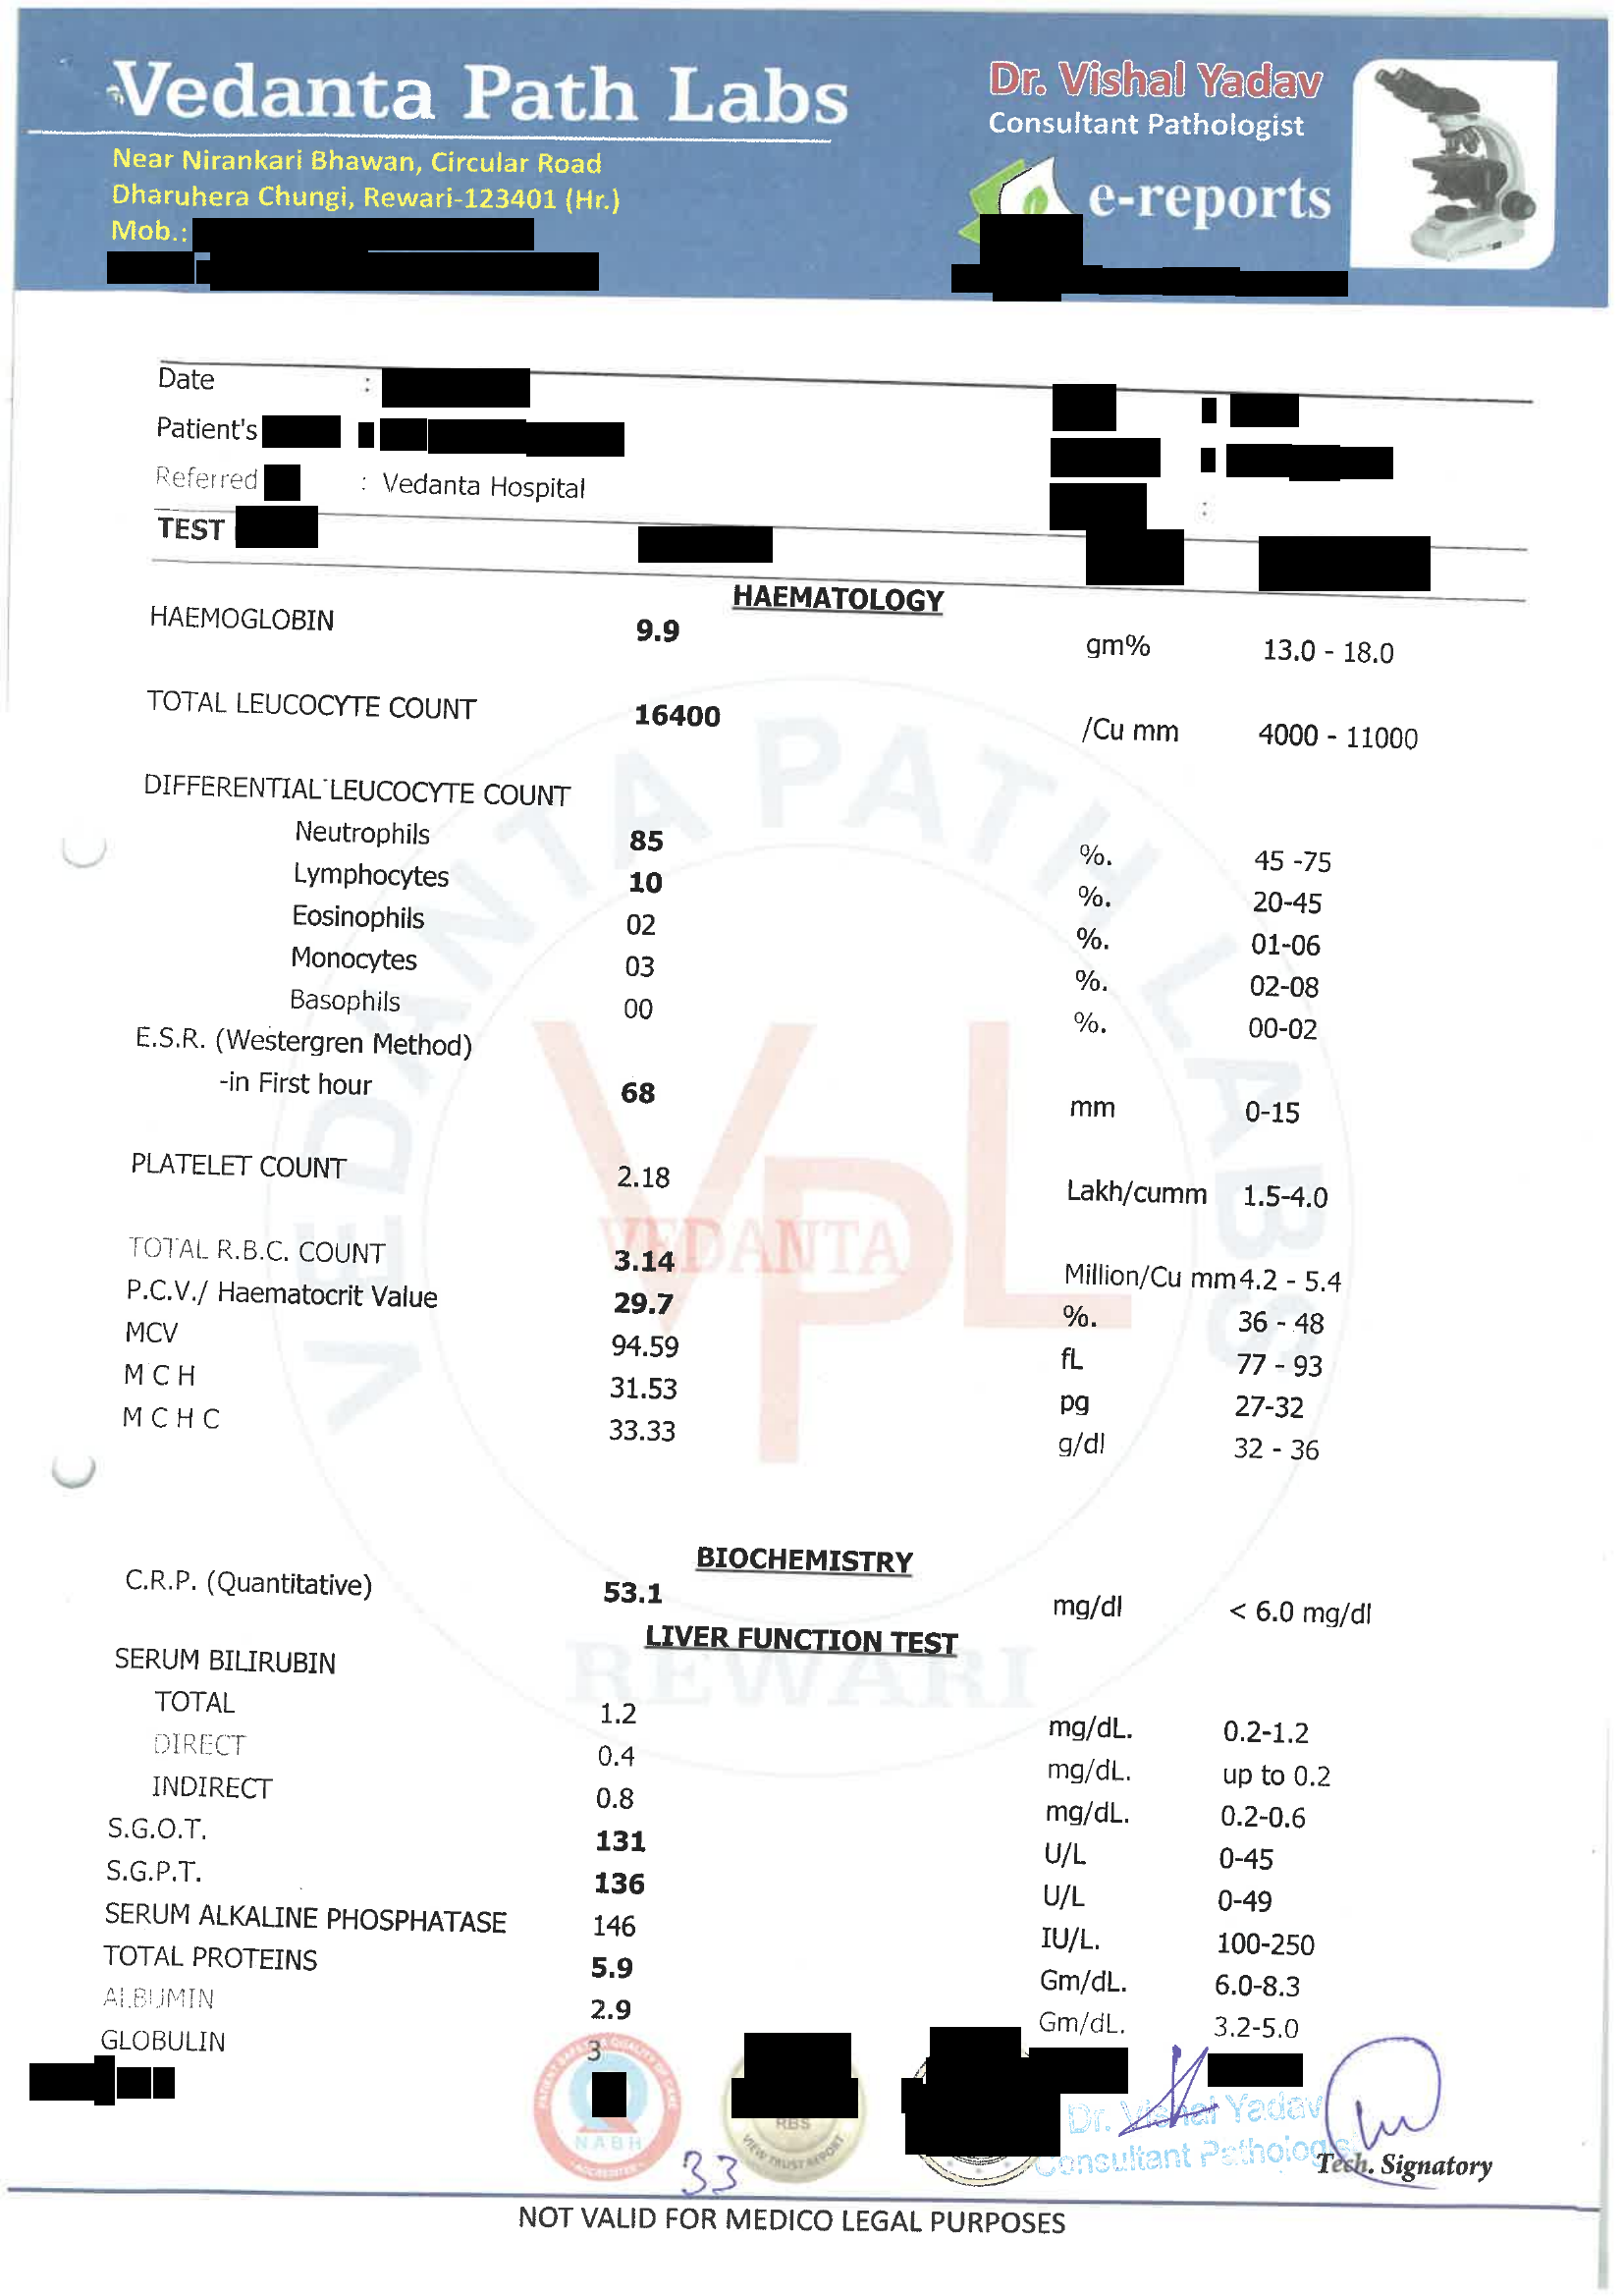 Vedanta Path Labs
Near Nirankari Bhawan, Circular Road
Dharuhera Chungi, Rewari-123401 (Hr.)
Mob.:
Dr. Vishal Yadav
Consultant Pathologist
e-reports
Date :
Patient's
Referred : Vedanta Hospital
:
TEST
HAEMATOLOGY
HAEMOGLOBIN 9.9 gm% 13.0 - 18.0
TOTAL LEUCOCYTE COUNT 16400 /Cu mm 4000 - 11000
DIFFERENTIAL LEUCOCYTE COUNT
Neutrophils 85 %. 45 -75
Lymphocytes 10 %. 20-45
Eosinophils 02 %. 01-06
Monocytes 03 %. 02-08
Basophils 00 %. 00-02
E.S.R. (Westergren Method)
-in First hour 68 mm 0-15
PLATELET COUNT 2.18 Lakh/cumm 1.5-4.0
TOTAL R.B.C. COUNT 3.14 Million/Cu mm 4.2 - 5.4
P.C.V./ Haematocrit Value 29.7 %. 36 - 48
MCV 94.59 fL 77 - 93
M C H 31.53 pg 27-32
M C H C 33.33 g/dl 32 - 36
BIOCHEMISTRY
C.R.P. (Quantitative) 53.1 mg/dl < 6.0 mg/dl
LIVER FUNCTION TEST
SERUM BILIRUBIN
TOTAL 1.2 mg/dL. 0.2-1.2
DIRECT 0.4 mg/dL. up to 0.2
INDIRECT 0.8 mg/dL. 0.2-0.6
S.G.O.T. 131 U/L 0-45
S.G.P.T. 136 U/L 0-49
SERUM ALKALINE PHOSPHATASE 146 IU/L. 100-250
TOTAL PROTEINS 5.9 Gm/dL. 6.0-8.3
ALBUMIN 2.9 Gm/dL. 3.2-5.0
GLOBULIN 3
VEDANTA PATH LABS
VPL
VEDANTA
REWARI
NABH
RBS
Dr. Vishal Yadav
Consultant Pathologis
Tech. Signatory
33
NOT VALID FOR MEDICO LEGAL PURPOSES